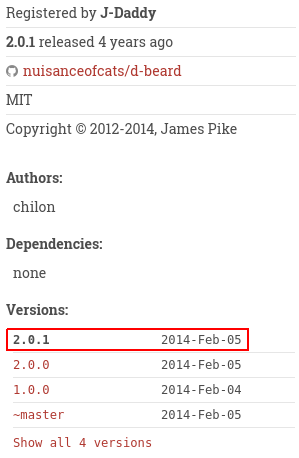 Registered by J-Daddy
2.0.1 released 4 years ago
nuisanceofcats/d-beard
MIT
Copyright © 2012-2014, James Pike
Authors:
chilon
Dependencies:
none
Versions:
2.0.1 2014-Feb-05
2.0.0 2014-Feb-05
1.0.0 2014-Feb-04
~master 2014-Feb-05
Show all 4 versions